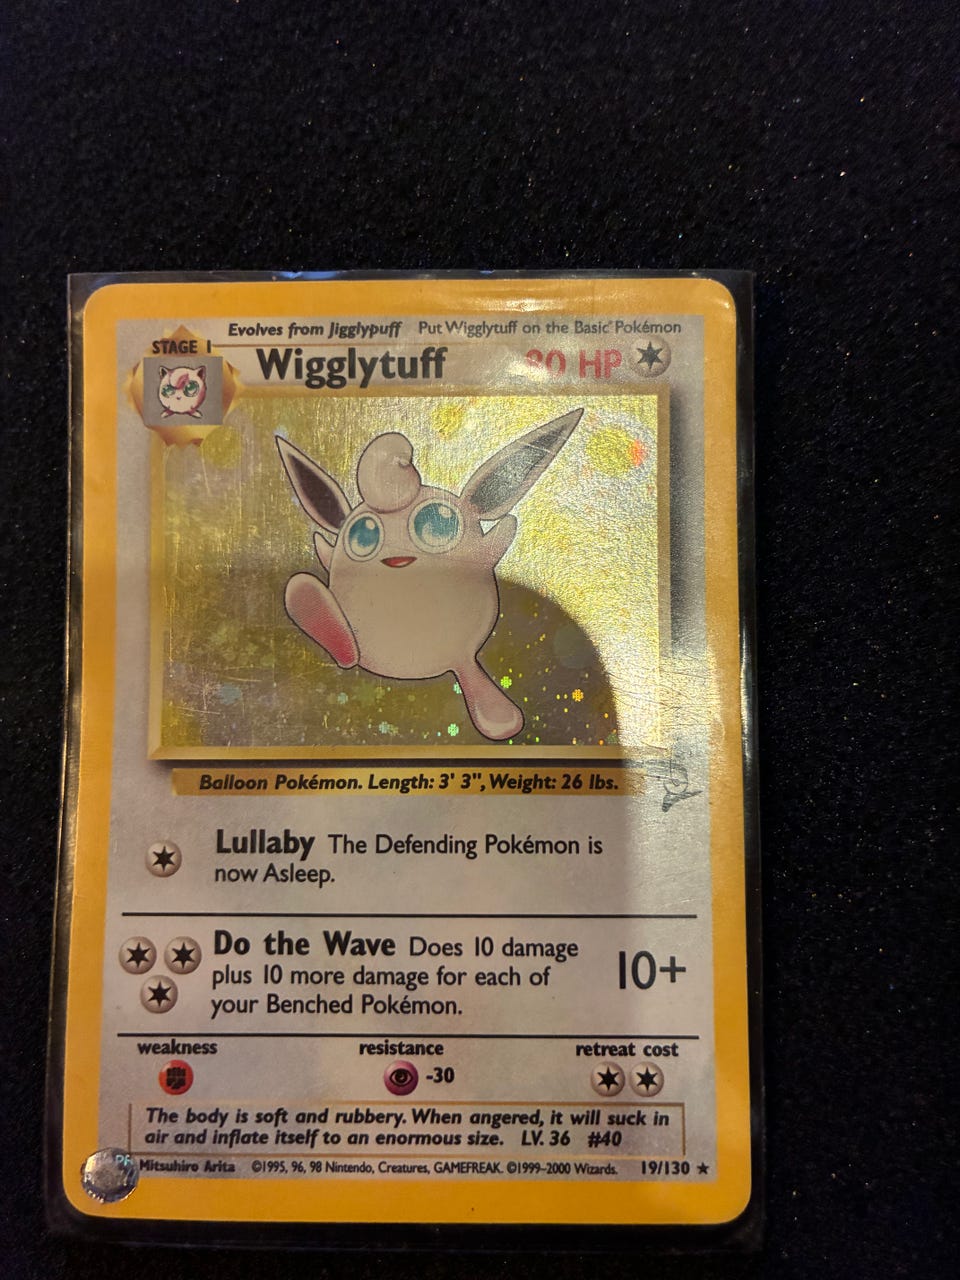 Evolves from Jigglypuff Put Wigglytuff on the Basic Pokémon
STAGE 1
Wigglytuff 80 HP
Balloon Pokémon. Length: 3' 3", Weight: 26 lbs.
Lullaby The Defending Pokémon is
now Asleep.
Do the Wave Does 10 damage
plus 10 more damage for each of
your Benched Pokémon.
10+
weakness resistance retreat cost
-30
The body is soft and rubbery. When angered, it will suck in
air and inflate itself to an enormous size. LV. 36 #40
Mitsuhiro Arita ©1995, 96, 98 Nintendo, Creatures, GAMEFREAK. ©1999-2000 Wizards. 19/130 ★